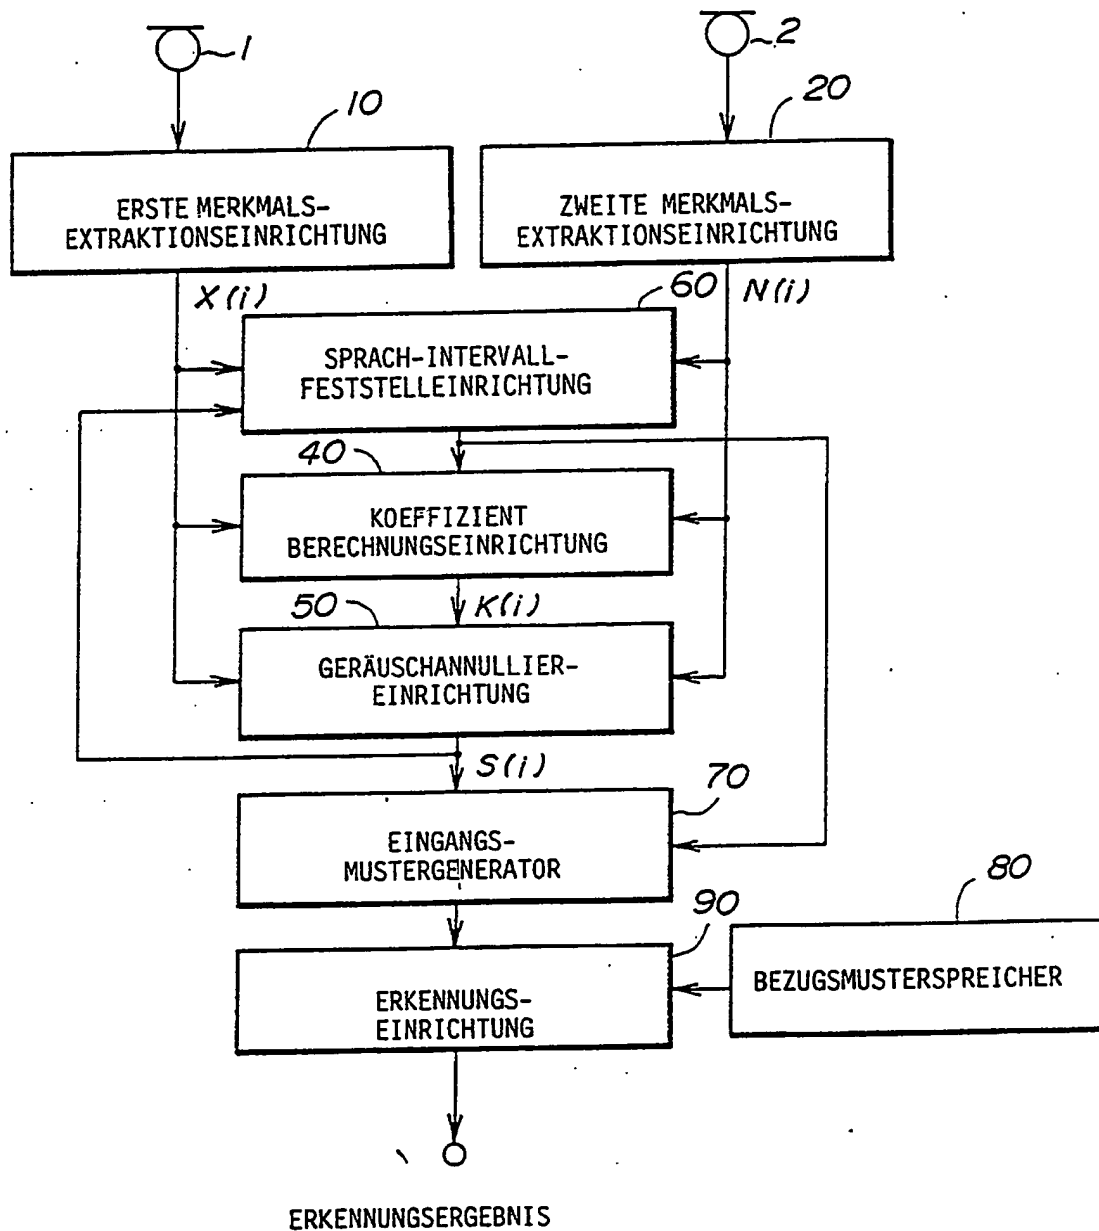 1
2
10
20
ERSTE MERKMALS-
EXTRAKTIONSEINRICHTUNG
ZWEITE MERKMALS-
EXTRAKTIONSEINRICHTUNG
X(i)
60
N(i)
SPRACH-INTERVALL-
FESTSTELLEINRICHTUNG
40
KOEFFIZIENT
BERECHNUNGSEINRICHTUNG
50
K(i)
GERÄUSCHANNULLIER-
EINRICHTUNG
S(i)
70
EINGANGS-
MUSTERGENERATOR
80
90
BEZUGSMUSTERSPREICHER
ERKENNUNGS-
EINRICHTUNG
ERKENNUNGSERGEBNIS